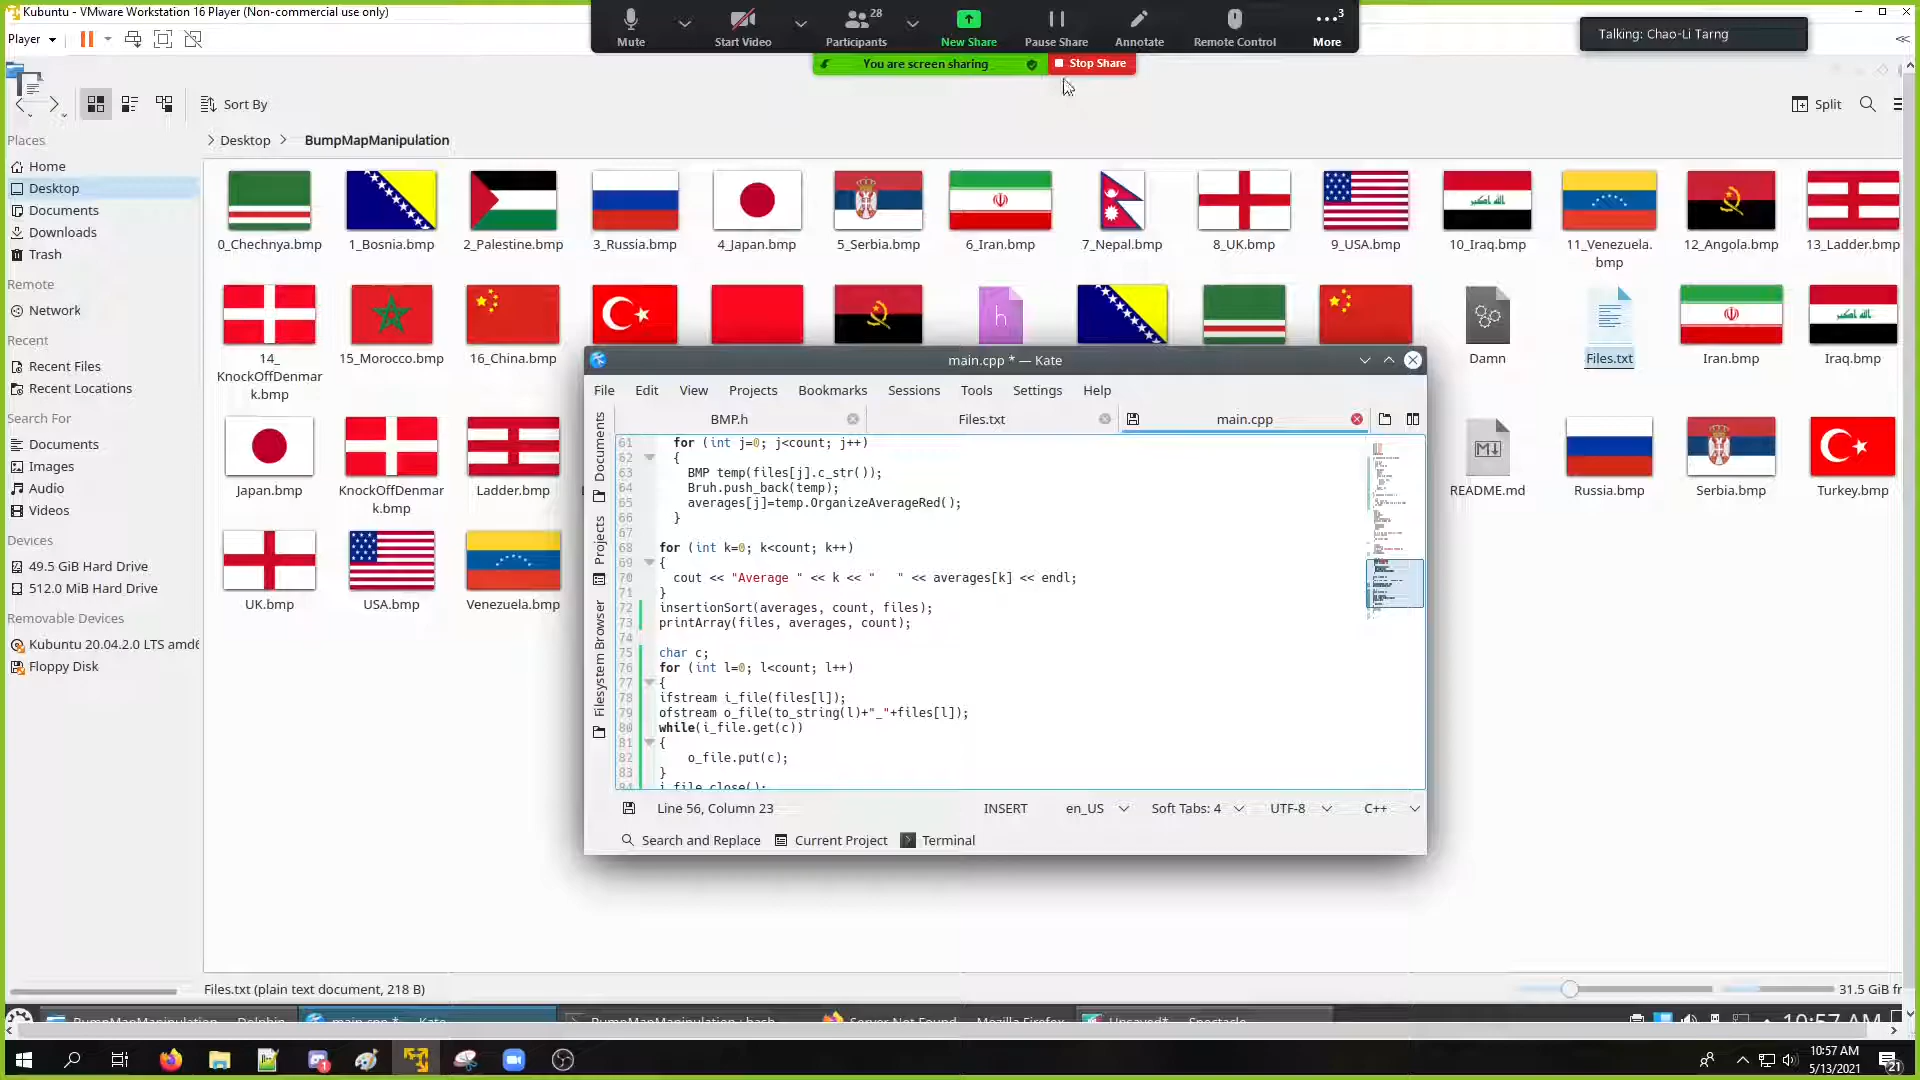 Kubuntu - VMware Workstation 16 Player (Non-commercial use only)
Player
Mute
Start Video
28
Participants
New Share
Pause Share
Annotate
Remote Control
3
More
Talking: Chao-Li Tarng
You are screen sharing
Stop Share
Sort By
Split
Places
Home
Desktop
Documents
Downloads
Trash
Remote
Network
Recent
Recent Files
Recent Locations
Search For
Documents
Images
Audio
Videos
Devices
49.5 GiB Hard Drive
512.0 MiB Hard Drive
Removable Devices
Kubuntu 20.04.2.0 LTS amd6
Floppy Disk
Desktop
BumpMapManipulation
0_Chechnya.bmp
1_Bosnia.bmp
2_Palestine.bmp
3_Russia.bmp
4_Japan.bmp
5_Serbia.bmp
6_Iran.bmp
7_Nepal.bmp
8_UK.bmp
9_USA.bmp
10_Iraq.bmp
11_Venezuela.
bmp
12_Angola.bmp
13_Ladder.bmp
14_
KnockOffDenmar
k.bmp
15_Morocco.bmp
16_China.bmp
h
Damn
Files.txt
Iran.bmp
Iraq.bmp
Japan.bmp
KnockOffDenmar
k.bmp
Ladder.bmp
README.md
Russia.bmp
Serbia.bmp
Turkey.bmp
UK.bmp
USA.bmp
Venezuela.bmp
main.cpp * — Kate
File
Edit
View
Projects
Bookmarks
Sessions
Tools
Settings
Help
BMP.h
Files.txt
main.cpp
Documents
Projects
Filesystem Browser
61 for (int j=0; j<count; j++)
62 {
63 BMP temp(files[j].c_str());
64 Bruh.push_back(temp);
65 averages[j]=temp.OrganizeAverageRed();
66 }
67
68 for (int k=0; k<count; k++)
69 {
70 cout << "Average " << k << "   " << averages[k] << endl;
71 }
72 insertionSort(averages, count, files);
73 printArray(files, averages, count);
74
75 char c;
76 for (int l=0; l<count; l++)
77 {
78 ifstream i_file(files[l]);
79 ofstream o_file(to_string(l)+"_"+files[l]);
80 while(i_file.get(c))
81 {
82 o_file.put(c);
83 }
84 i_file.close();
Line 56, Column 23
INSERT
en_US
Soft Tabs: 4
UTF-8
C++
Search and Replace
Current Project
Terminal
Files.txt (plain text document, 218 B)
31.5 GiB fr
BumpMapManipulation — Dolphin
main.cpp * — Kate
BumpMapManipulation : bash
Server Not Found — Mozilla Firefox
Unsaved* — Spectacle
10:57 AM
10:57 AM
5/13/2021
21